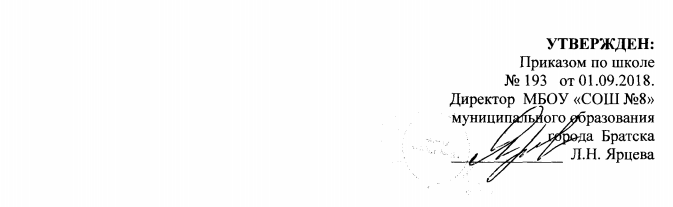 УТВЕРЖДЕН:
Приказом по школе
№ 193 от 01.09.2018.
Директор МБОУ «СОШ №8»
муниципального образования
города Братска
_______________ Л.Н. Ярцева